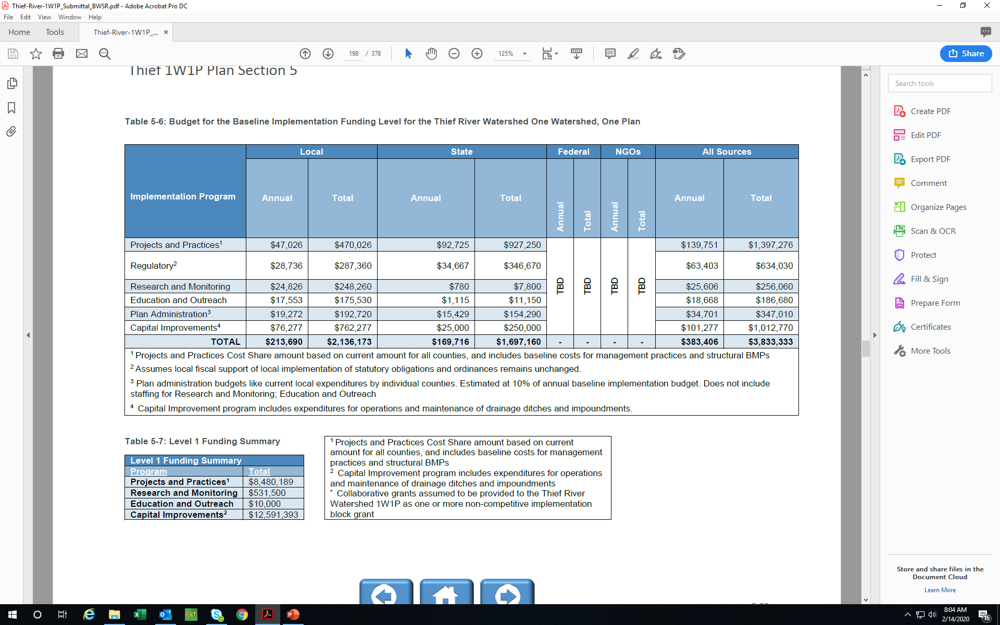 Thief-River-1W1P_Submittal_BWSR.pdf - Adobe Acrobat Pro DC
File Edit View Window Help
Home Tools Thief-River-1W1P_... ×
198 / 378 125% Share
Thief 1W1P Plan Section 5
Table 5-6: Budget for the Baseline Implementation Funding Level for the Thief River Watershed One Watershed, One Plan
Implementation Program Local State Federal NGOs All Sources
Annual Total Annual Total Annual Total Annual Total Annual Total
Projects and Practices1 $47,026 $470,026 $92,725 $927,250 TBD TBD TBD TBD $139,751 $1,397,276
Regulatory2 $28,736 $287,360 $34,667 $346,670 $63,403 $634,030
Research and Monitoring $24,826 $248,260 $780 $7,800 $25,606 $256,060
Education and Outreach $17,553 $175,530 $1,115 $11,150 $18,668 $186,680
Plan Administration3 $19,272 $192,720 $15,429 $154,290 $34,701 $347,010
Capital Improvements4 $76,277 $762,277 $25,000 $250,000 $101,277 $1,012,770
TOTAL $213,690 $2,136,173 $169,716 $1,697,160 - - - - $383,406 $3,833,333
1 Projects and Practices Cost Share amount based on current amount for all counties, and includes baseline costs for management practices and structural BMPs
2 Assumes local fiscal support of local implementation of statutory obligations and ordinances remains unchanged.
3 Plan administration budgets like current local expenditures by individual counties. Estimated at 10% of annual baseline implementation budget. Does not include
staffing for Research and Monitoring; Education and Outreach
4 Capital Improvement program includes expenditures for operations and maintenance of drainage ditches and impoundments.
Table 5-7: Level 1 Funding Summary
Level 1 Funding Summary
Program Total
Projects and Practices1 $8,480,189
Research and Monitoring $531,500
Education and Outreach $10,000
Capital Improvements2 $12,591,393
1 Projects and Practices Cost Share amount based on current
amount for all counties, and includes baseline costs for management
practices and structural BMPs
2 Capital Improvement program includes expenditures for operations
and maintenance of drainage ditches and impoundments
* Collaborative grants assumed to be provided to the Thief River
Watershed 1W1P as one or more non-competitive implementation
block grant
Search tools
Create PDF
Edit PDF
Export PDF
Comment
Organize Pages
Scan & OCR
Protect
Fill & Sign
Prepare Form
Certificates
More Tools
Store and share files in the
Document Cloud
Learn More
CST
8:04 AM
2/14/2020
16